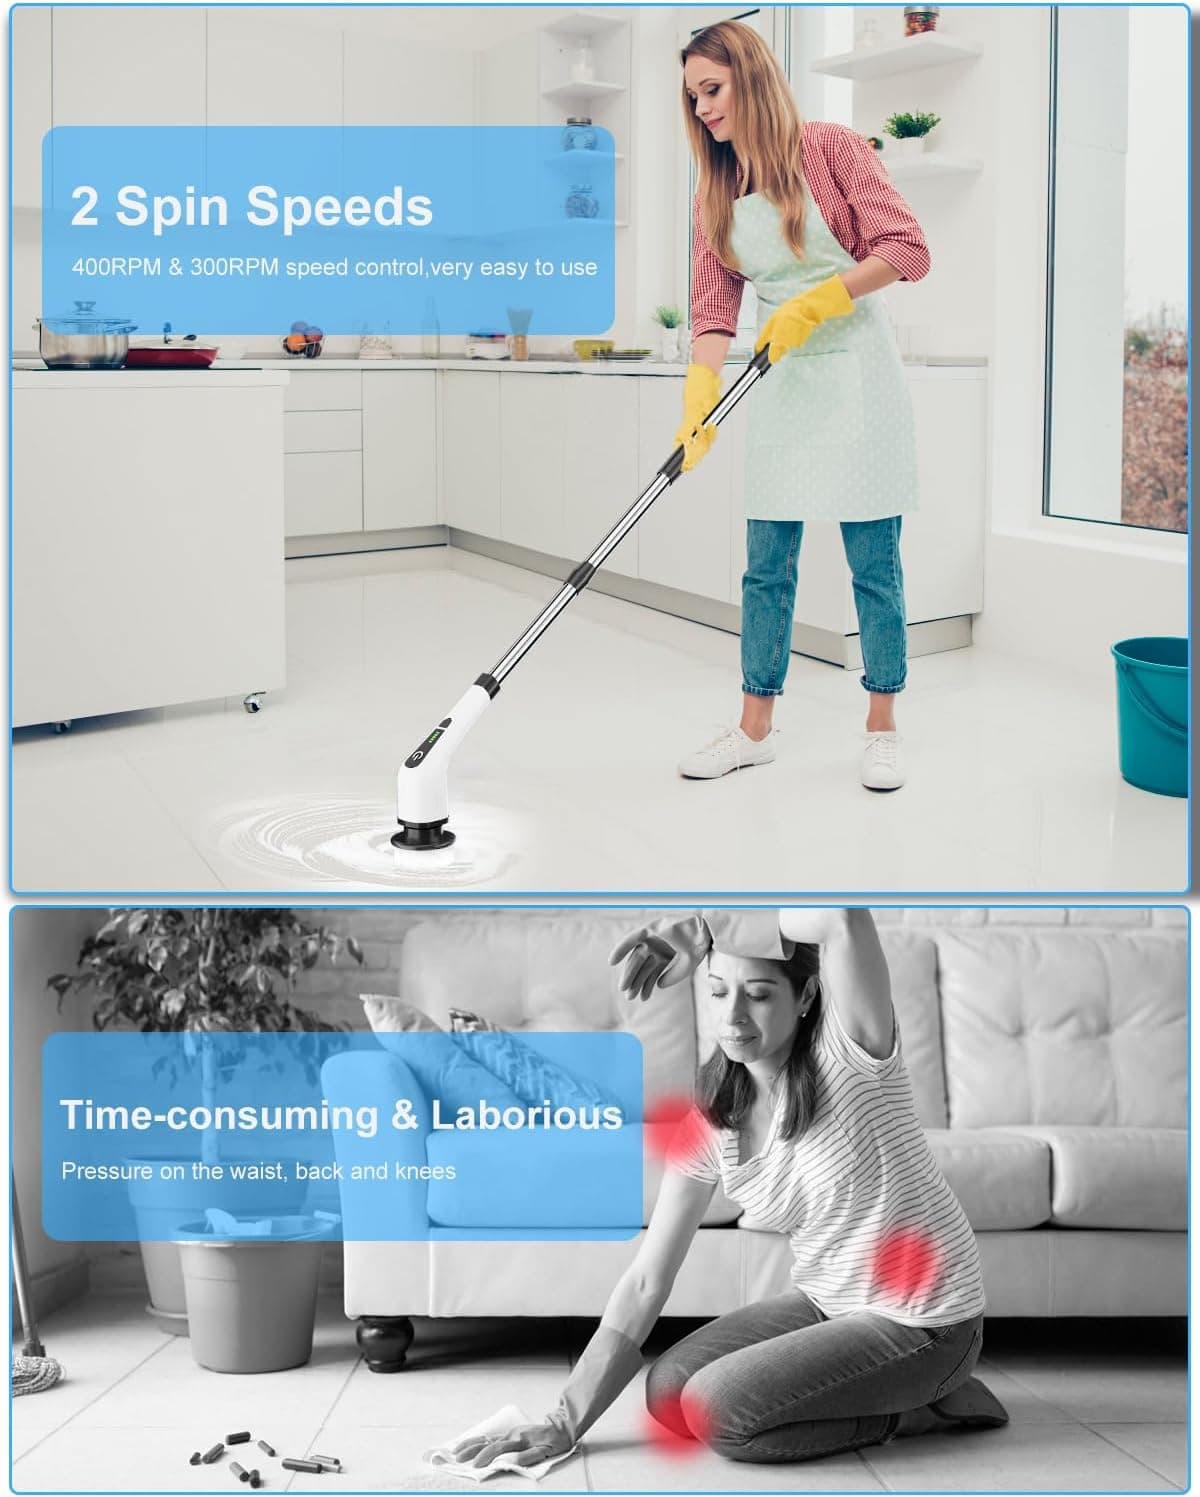 2 Spin Speeds
400RPM & 300RPM speed control,very easy to use
Time-consuming & Laborious
Pressure on the waist, back and knees